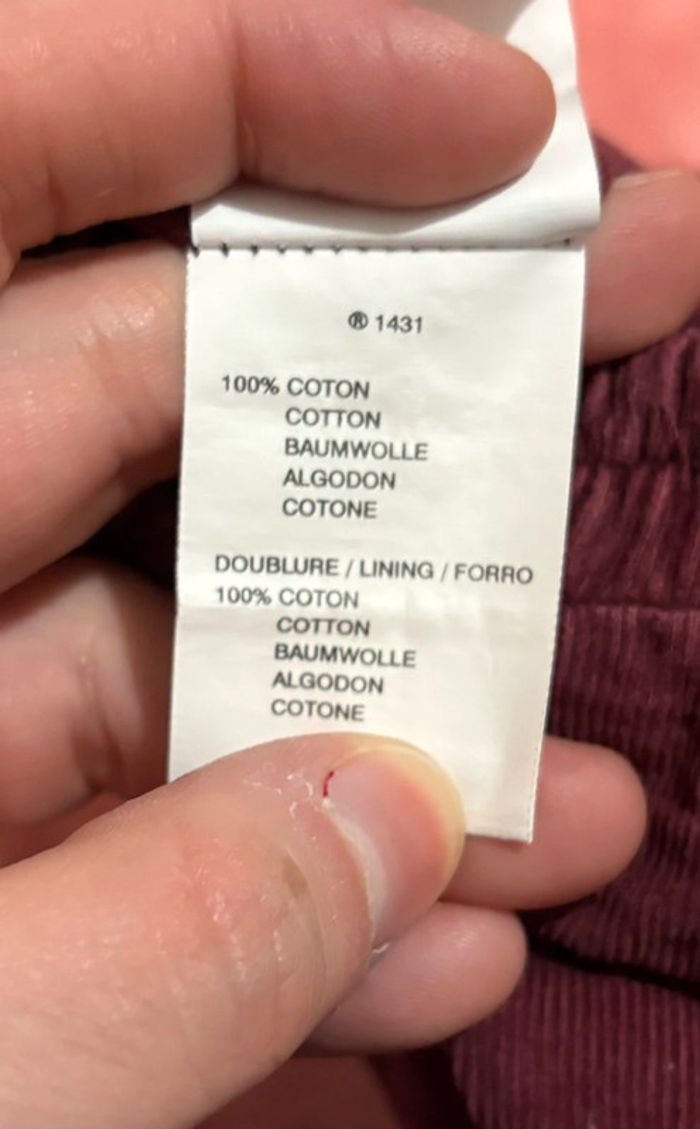 ® 1431
100% COTON
COTTON
BAUMWOLLE
ALGODON
COTONE
DOUBLURE / LINING / FORRO
100% COTON
COTTON
BAUMWOLLE
ALGODON
COTONE